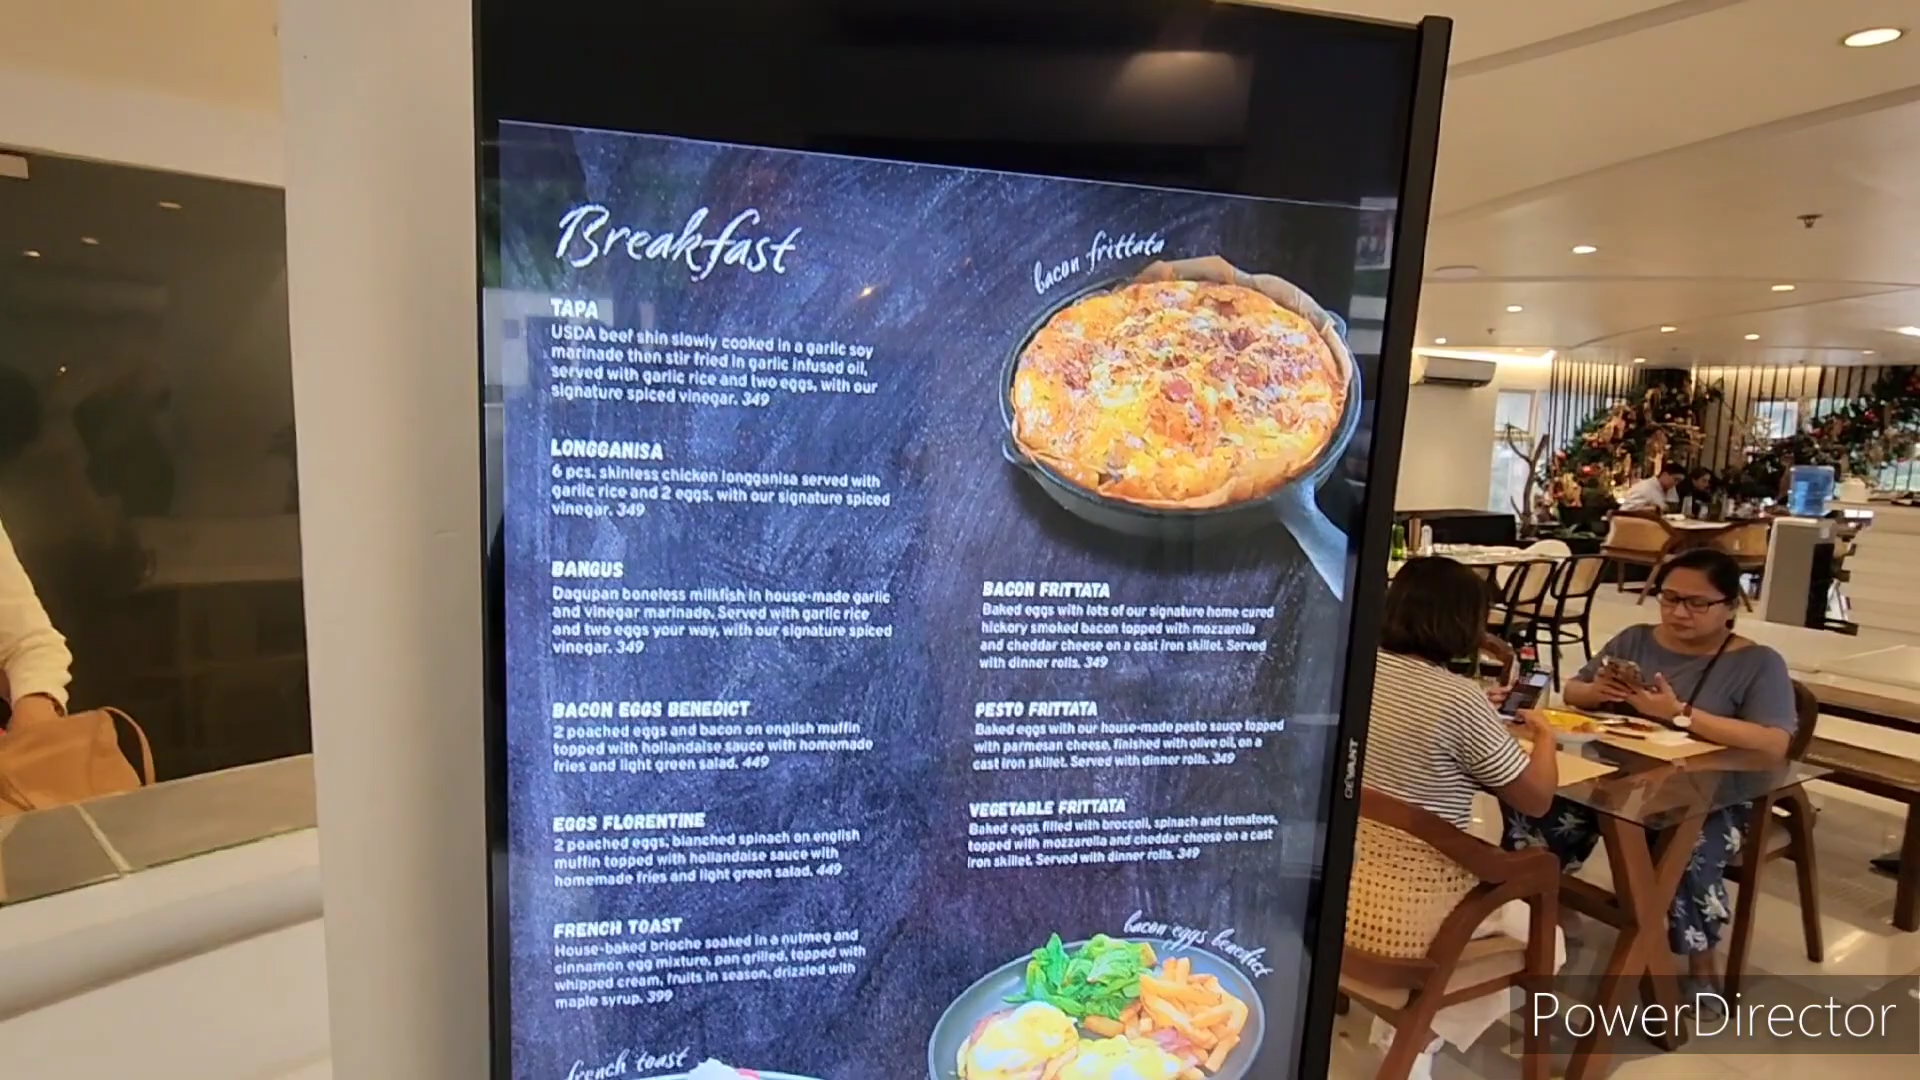 Breakfast
TAPA
USDA beef shin slowly cooked in a garlic soy
marinade then stir fried in garlic infused oil,
served with garlic rice and two eggs, with our
signature spiced vinegar. 349
LONGGANISA
6 pcs. skinless chicken longganisa served with
garlic rice and 2 eggs, with our signature spiced
vinegar. 349
BANGUS
Dagupan boneless milkfish in house-made garlic
and vinegar marinade. Served with garlic rice
and two eggs your way, with our signature spiced
vinegar. 349
BACON EGGS BENEDICT
2 poached eggs and bacon on english muffin
topped with hollandaise sauce with homemade
fries and light green salad. 449
EGGS FLORENTINE
2 poached eggs, blanched spinach on english
muffin topped with hollandaise sauce with
homemade fries and light green salad. 449
FRENCH TOAST
House-baked brioche soaked in a nutmeg and
cinnamon egg mixture, pan grilled, topped with
whipped cream, fruits in season, drizzled with
maple syrup. 399
french toast
bacon frittata
BACON FRITTATA
Baked eggs with lots of our signature home cured
hickory smoked bacon topped with mozzarella
and cheddar cheese on a cast iron skillet. Served
with dinner rolls. 349
PESTO FRITTATA
Baked eggs with our house-made pesto sauce topped
with parmesan cheese, finished with olive oil, on a
cast iron skillet. Served with dinner rolls. 349
VEGETABLE FRITTATA
Baked eggs filled with broccoli, spinach and tomatoes,
topped with mozzarella and cheddar cheese on a cast
iron skillet. Served with dinner rolls. 349
bacon eggs benedict
PowerDirector